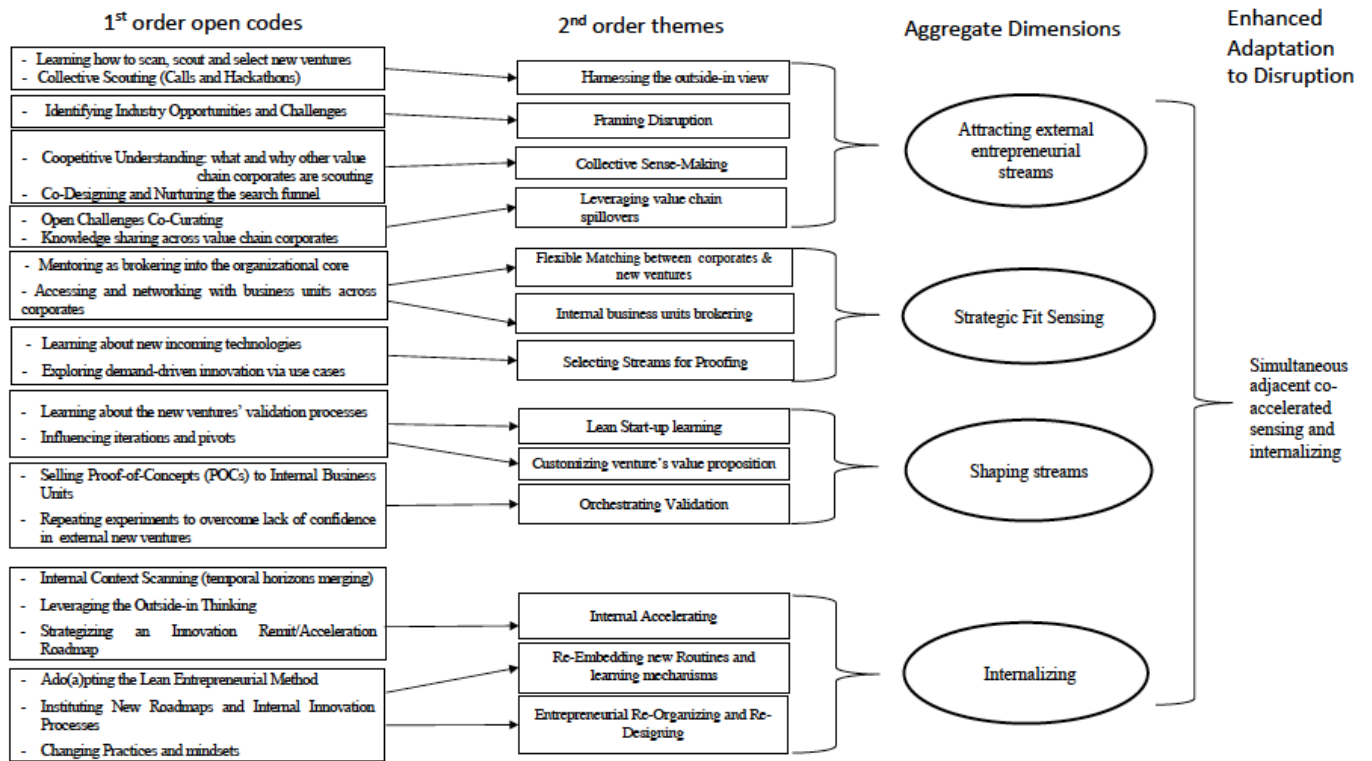 1st order open codes
2nd order themes
Aggregate Dimensions
Enhanced
Adaptation
to Disruption
- Learning how to scan, scout and select new ventures
- Collective Scouting (Calls and Hackathons)
- Identifying Industry Opportunities and Challenges
- Coopetitive Understanding: what and why other value
chain corporates are scouting
- Co-Designing and Nurturing the search funnel
- Open Challenges Co-Curating
- Knowledge sharing across value chain corporates
- Mentoring as brokering into the organizational core
- Accessing and networking with business units across
corporates
- Learning about new incoming technologies
- Exploring demand-driven innovation via use cases
- Learning about the new ventures' validation processes
- Influencing iterations and pivots
- Selling Proof-of-Concepts (POCs) to Internal Business
Units
- Repeating experiments to overcome lack of confidence
in external new ventures
- Internal Context Scanning (temporal horizons merging)
- Leveraging the Outside-in Thinking
- Strategizing an Innovation Remit/Acceleration
Roadmap
- Ado(a)pting the Lean Entrepreneurial Method
- Instituting New Roadmaps and Internal Innovation
Processes
- Changing Practices and mindsets
Harnessing the outside-in view
Framing Disruption
Collective Sense-Making
Leveraging value chain
spillovers
Flexible Matching between corporates &
new ventures
Internal business units brokering
Selecting Streams for Proofing
Lean Start-up learning
Customizing venture's value proposition
Orchestrating Validation
Internal Accelerating
Re-Embedding new Routines and
learning mechanisms
Entrepreneurial Re-Organizing and Re-
Designing
Attracting external
entrepreneurial
streams
Strategic Fit Sensing
Shaping streams
Internalizing
Simultaneous
adjacent co-
accelerated
sensing and
internalizing